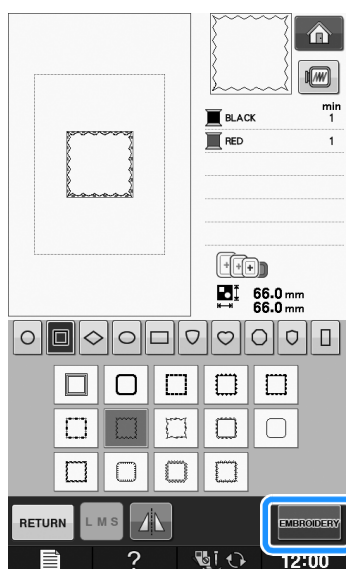 min
BLACK 1
RED 1
66.0 mm
66.0 mm
RETURN L M S EMBROIDERY
? 12:00